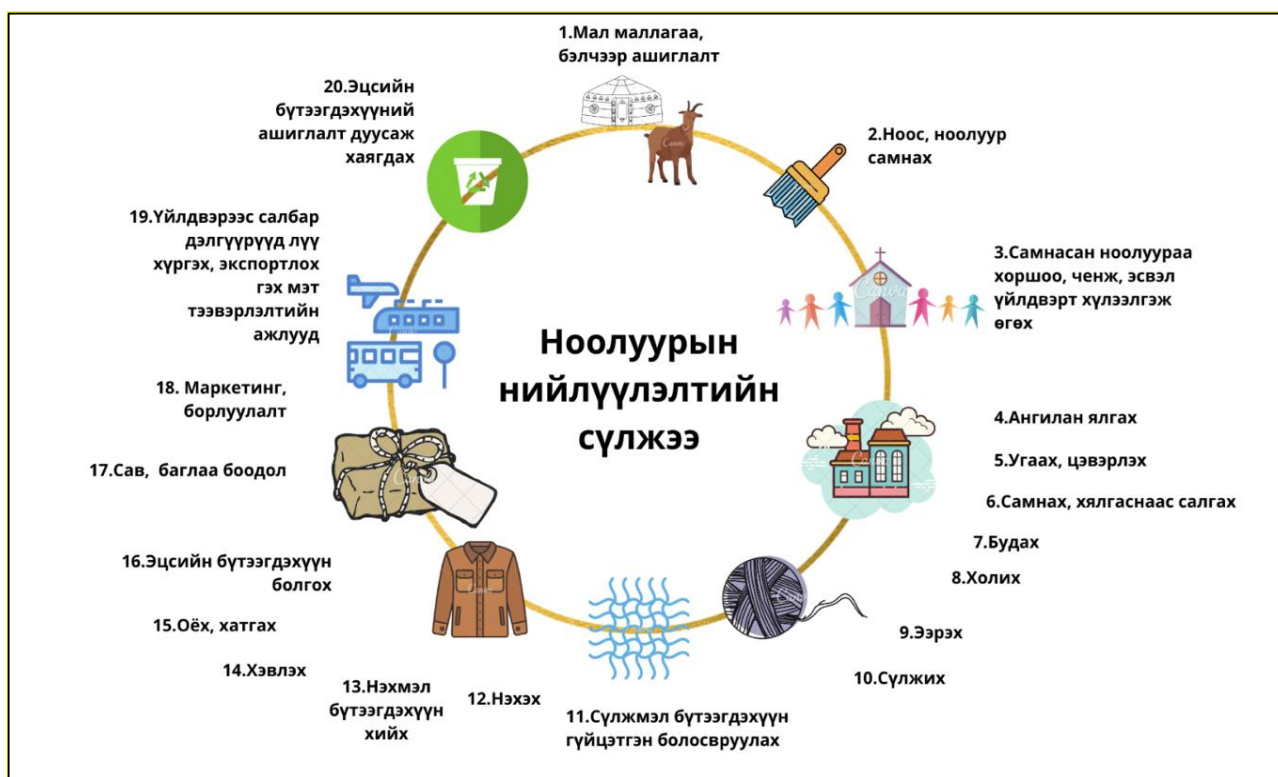 1.Мал маллагаа,
бэлчээр ашиглалт
2.Ноос, ноолуур
самнах
3.Самнасан ноолуураа
хоршоо, ченж, эсвэл
үйлдвэрт хүлээлгэж
өгөх
4.Ангилан ялгах
5.Угаах, цэвэрлэх
6.Самнах, хялгаснаас салгах
7.Будах
8.Холих
9.Ээрэх
10.Сүлжих
11.Сүлжмэл бүтээгдэхүүн
гүйцэтгэн болосвруулах
12.Нэхэх
13.Нэхмэл
бүтээгдэхүүн
хийх
14.Хэвлэх
15.Оёх, хатгах
16.Эцсийн бүтээгдэхүүн
болгох
17.Сав, баглаа боодол
18. Маркетинг,
борлуулалт
19.Үйлдвэрээс салбар
дэлгүүрүүд лүү
хүргэх, экспортлох
гэх мэт
тээвэрлэлтийн
ажлууд
20.Эцсийн
бүтээгдэхүүний
ашиглалт дуусаж
хаягдах
Ноолуурын
нийлүүлэлтийн
сүлжээ